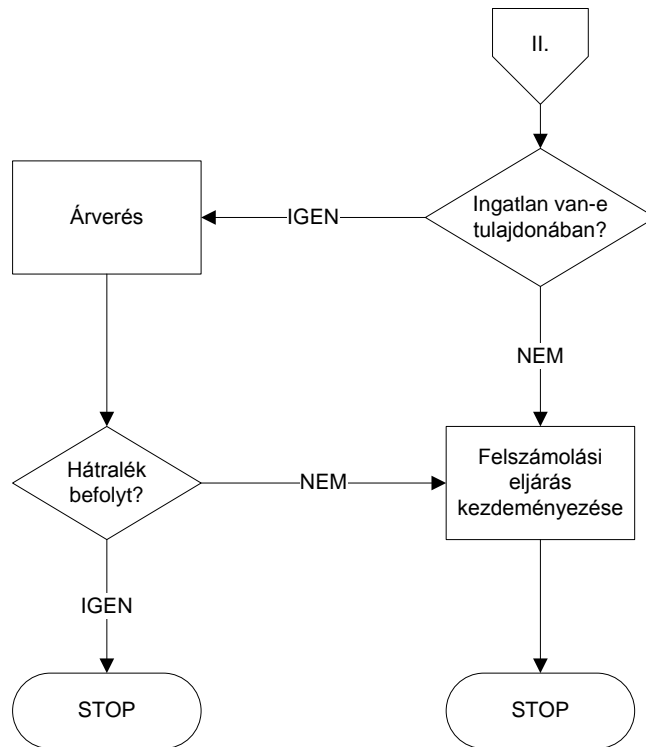 II.
Ingatlan van-e
tulajdonában?
IGEN
Árverés
NEM
Hátralék
befolyt?
NEM
Felszámolási
eljárás
kezdeményezése
IGEN
STOP
STOP